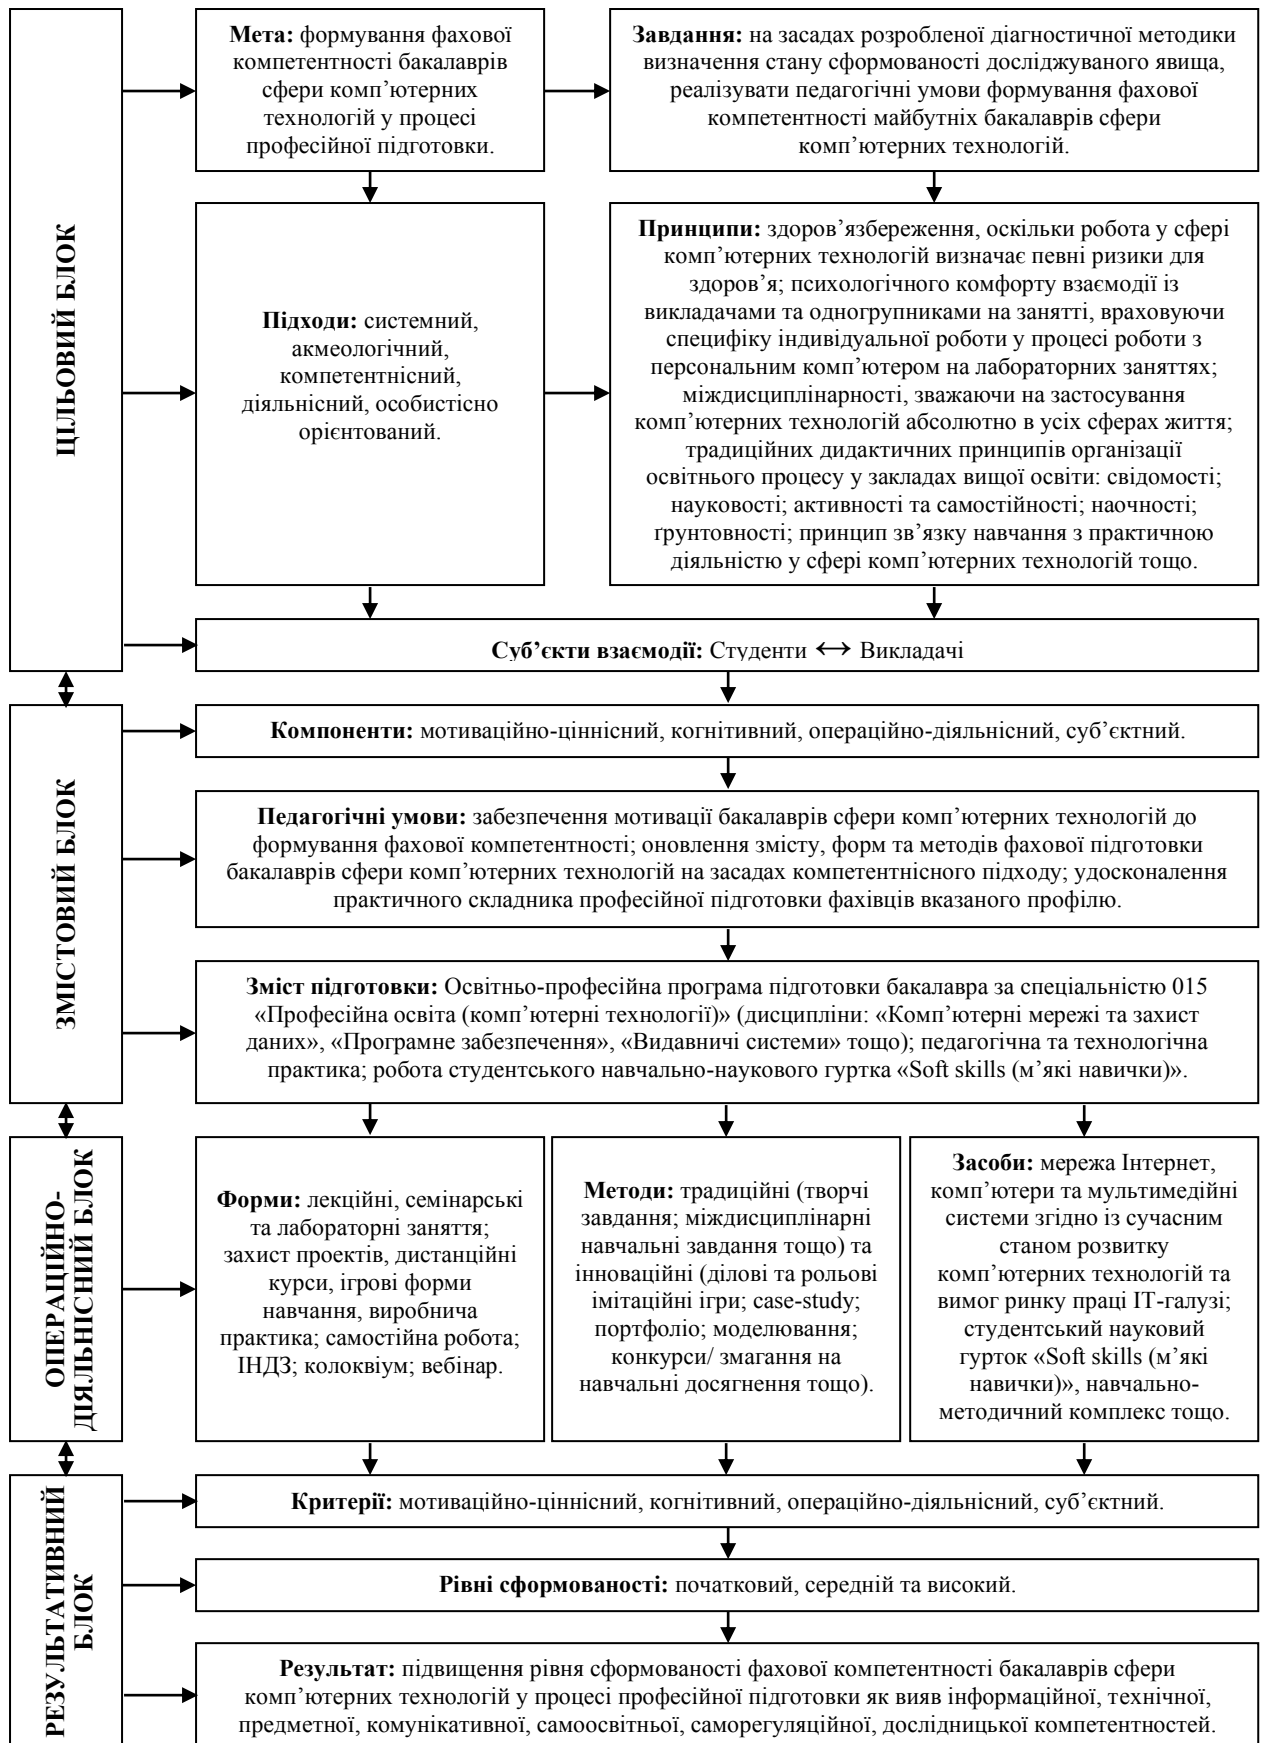 ЦІЛЬОВИЙ БЛОК
Мета: формування фахової
компетентності бакалаврів
сфери комп’ютерних
технологій у процесі
професійної підготовки.
Завдання: на засадах розробленої діагностичної методики
визначення стану сформованості досліджуваного явища,
реалізувати педагогічні умови формування фахової
компетентності майбутніх бакалаврів сфери
комп’ютерних технологій.
Підходи: системний,
акмеологічний,
компетентнісний,
діяльнісний, особистісно
орієнтований.
Принципи: здоров’язбереження, оскільки робота у сфері
комп’ютерних технологій визначає певні ризики для
здоров’я; психологічного комфорту взаємодії із
викладачами та одногрупниками на занятті, враховуючи
специфіку індивідуальної роботи у процесі роботи з
персональним комп’ютером на лабораторних заняттях;
міждисциплінарності, зважаючи на застосування
комп’ютерних технологій абсолютно в усіх сферах життя;
традиційних дидактичних принципів організації
освітнього процесу у закладах вищої освіти: свідомості;
науковості; активності та самостійності; наочності;
ґрунтовності; принцип зв’язку навчання з практичною
діяльністю у сфері комп’ютерних технологій тощо.
Суб’єкти взаємодії: Студенти ↔ Викладачі
ЗМІСТОВИЙ БЛОК
Компоненти: мотиваційно-ціннісний, когнітивний, операційно-діяльнісний, суб’єктний.
Педагогічні умови: забезпечення мотивації бакалаврів сфери комп’ютерних технологій до
формування фахової компетентності; оновлення змісту, форм та методів фахової підготовки
бакалаврів сфери комп’ютерних технологій на засадах компетентнісного підходу; удосконалення
практичного складника професійної підготовки фахівців вказаного профілю.
Зміст підготовки: Освітньо-професійна програма підготовки бакалавра за спеціальністю 015
«Професійна освіта (комп’ютерні технології)» (дисципліни: «Комп’ютерні мережі та захист
даних», «Програмне забезпечення», «Видавничі системи» тощо); педагогічна та технологічна
практика; робота студентського навчально-наукового гуртка «Soft skills (м’які навички)».
ОПЕРАЦІЙНО-
ДІЯЛЬНІСНИЙ БЛОК
Форми: лекційні, семінарські
та лабораторні заняття;
захист проектів, дистанційні
курси, ігрові форми
навчання, виробнича
практика; самостійна робота;
ІНДЗ; колоквіум; вебінар.
Методи: традиційні (творчі
завдання; міждисциплінарні
навчальні завдання тощо) та
інноваційні (ділові та рольові
імітаційні ігри; case-study;
портфоліо; моделювання;
конкурси/ змагання на
навчальні досягнення тощо).
Засоби: мережа Інтернет,
комп’ютери та мультимедійні
системи згідно із сучасним
станом розвитку
комп’ютерних технологій та
вимог ринку праці ІТ-галузі;
студентський науковий
гурток «Soft skills (м’які
навички)», навчально-
методичний комплекс тощо.
РЕЗУЛЬТАТИВНИЙ
БЛОК
Критерії: мотиваційно-ціннісний, когнітивний, операційно-діяльнісний, суб’єктний.
Рівні сформованості: початковий, середній та високий.
Результат: підвищення рівня сформованості фахової компетентності бакалаврів сфери
комп’ютерних технологій у процесі професійної підготовки як вияв інформаційної, технічної,
предметної, комунікативної, самоосвітньої, саморегуляційної, дослідницької компетентностей.